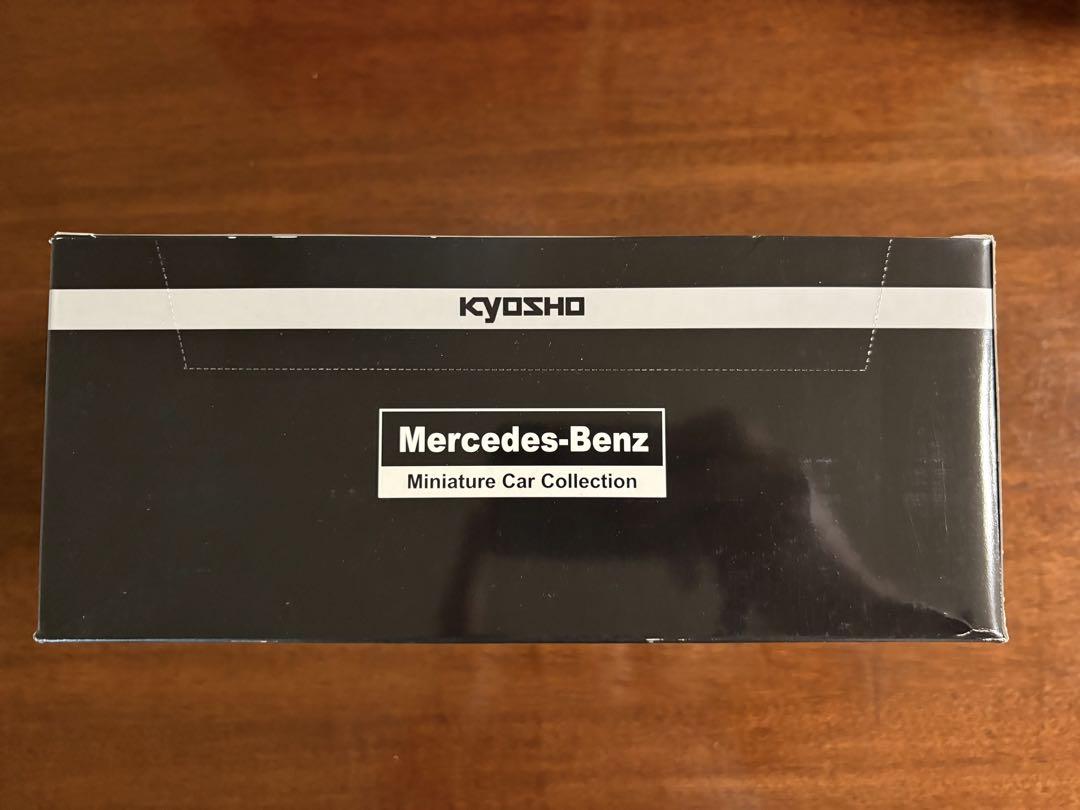 KYOSHO
Mercedes-Benz
Miniature Car Collection